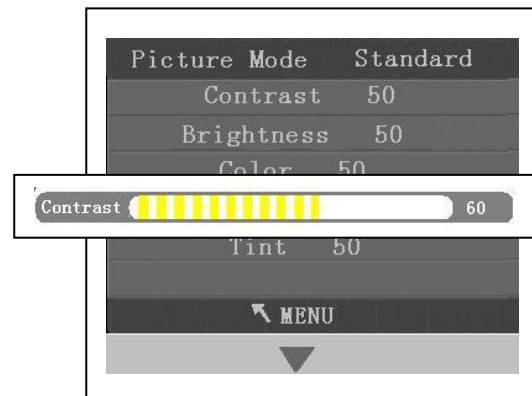 Picture Mode Standard
Contrast 50
Brightness 50
Color 50
Contrast 60
Tint 50
MENU